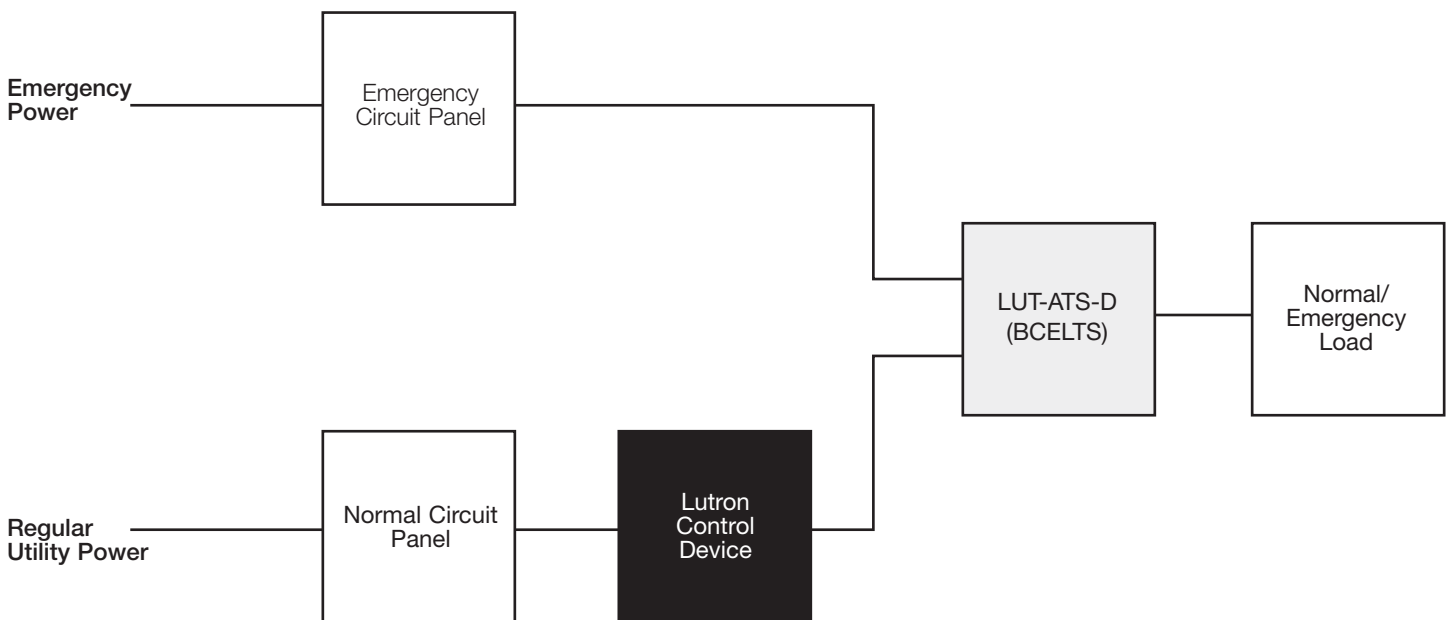 Emergency
Power
Emergency
Circuit Panel
LUT-ATS-D
(BCELTS)
Normal/
Emergency
Load
Regular
Utility Power
Normal Circuit
Panel
Lutron
Control
Device